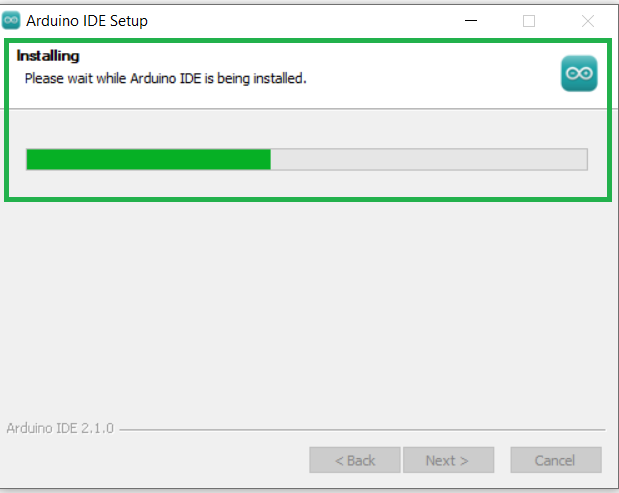 Arduino IDE Setup
Installing
Please wait while Arduino IDE is being installed.
Arduino IDE 2.1.0
< Back
Next >
Cancel